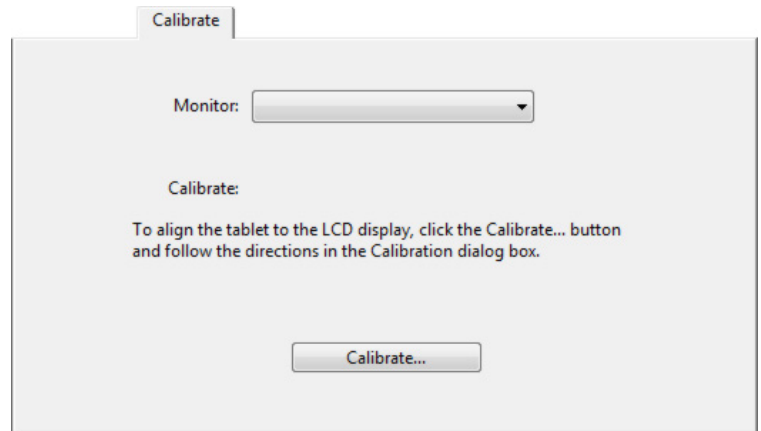 Calibrate
Monitor:
Calibrate:
To align the tablet to the LCD display, click the Calibrate... button
and follow the directions in the Calibration dialog box.
Calibrate...